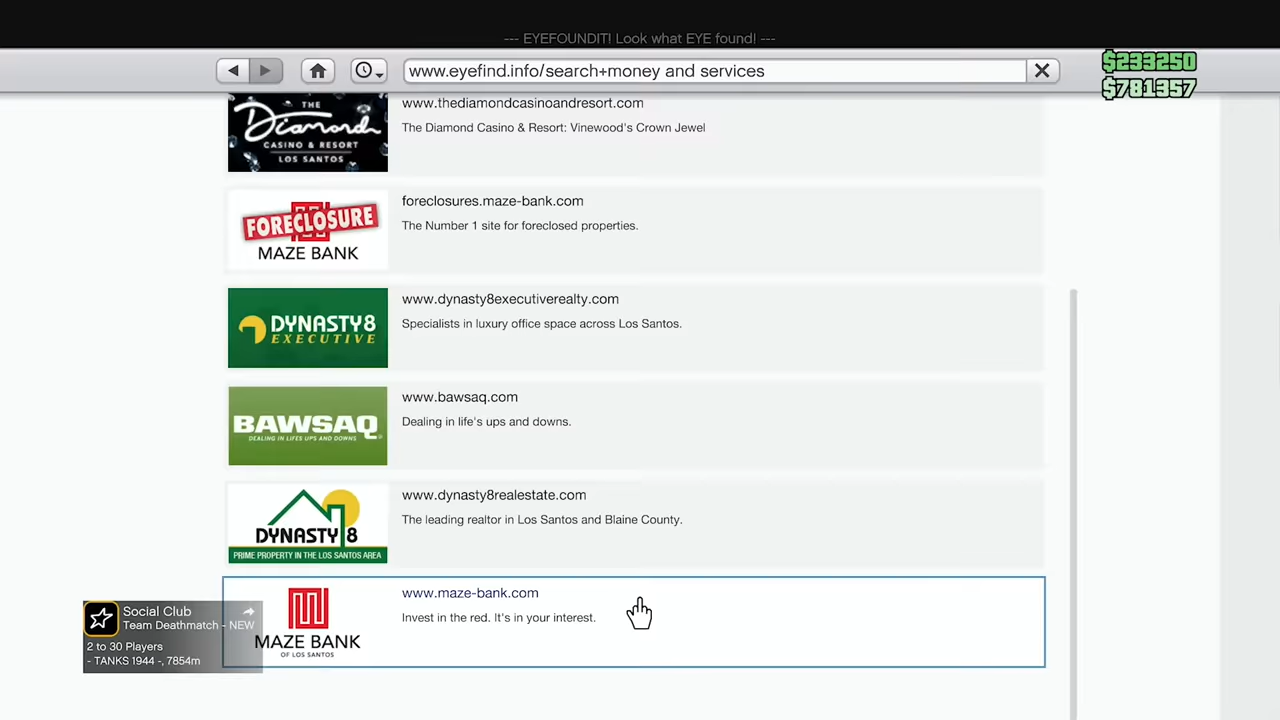 --- EYEFOUNDIT! Look what EYE found! ---
www.eyefind.info/search+money and services
$233250
$781357
THE
Diamond
CASINO & RESORT
LOS SANTOS
www.thediamondcasinoandresort.com
The Diamond Casino & Resort: Vinewood's Crown Jewel
FORECLOSURE
MAZE BANK
foreclosures.maze-bank.com
The Number 1 site for foreclosed properties.
DYNASTY8
EXECUTIVE
www.dynasty8executiverealty.com
Specialists in luxury office space across Los Santos.
BAWSAQ
DEALING IN LIFES UPS AND DOWNS
www.bawsaq.com
Dealing in life's ups and downs.
DYNASTY 8
PRIME PROPERTY IN THE LOS SANTOS AREA
www.dynasty8realestate.com
The leading realtor in Los Santos and Blaine County.
MAZE BANK
OF LOS SANTOS
www.maze-bank.com
Invest in the red. It's in your interest.
Social Club
Team Deathmatch - NEW
2 to 30 Players
- TANKS 1944 -, 7854m